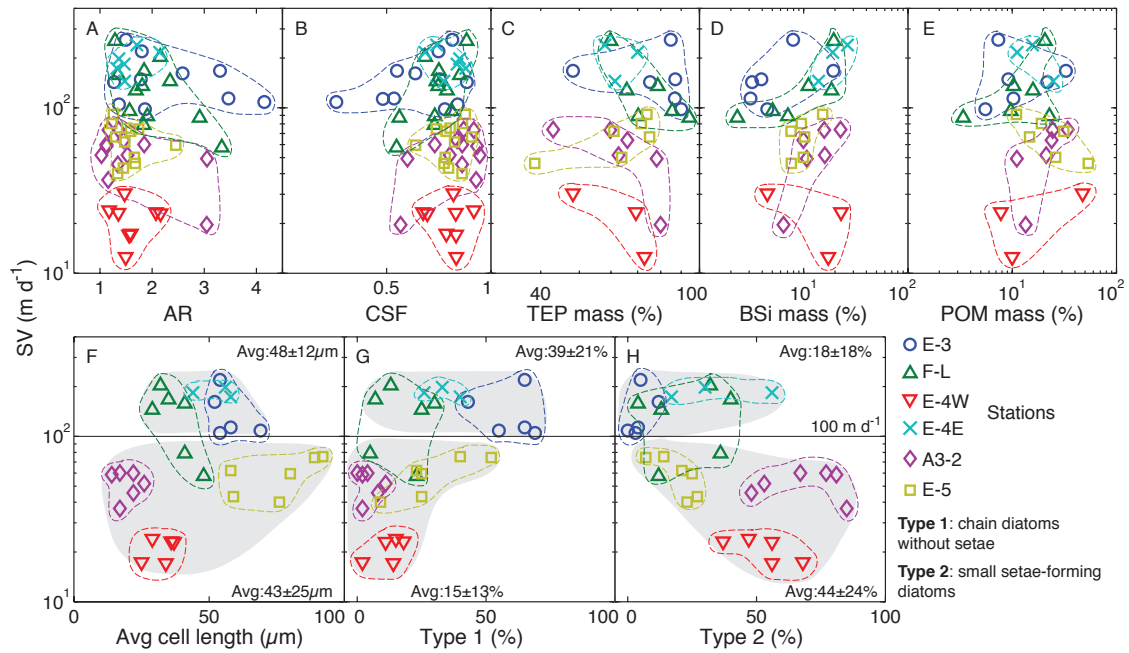 A B C D E
SV (m d⁻¹)
10²
10¹
1 2 3 4
0.5 1
40 100
10¹ 10²
10¹ 10²
AR CSF TEP mass (%) BSi mass (%) POM mass (%)
F G H
Avg:48±12μm Avg:39±21% Avg:18±18%
SV (m d⁻¹)
10²
10¹
100 m d⁻¹
Avg:43±25μm Avg:15±13% Avg:44±24%
0 50 100
0 50 100
0 50 100
Avg cell length (μm) Type 1 (%) Type 2 (%)
E-3
F-L
E-4W
E-4E
A3-2
E-5
Stations
Type 1: chain diatoms
without setae
Type 2: small setae-forming
diatoms